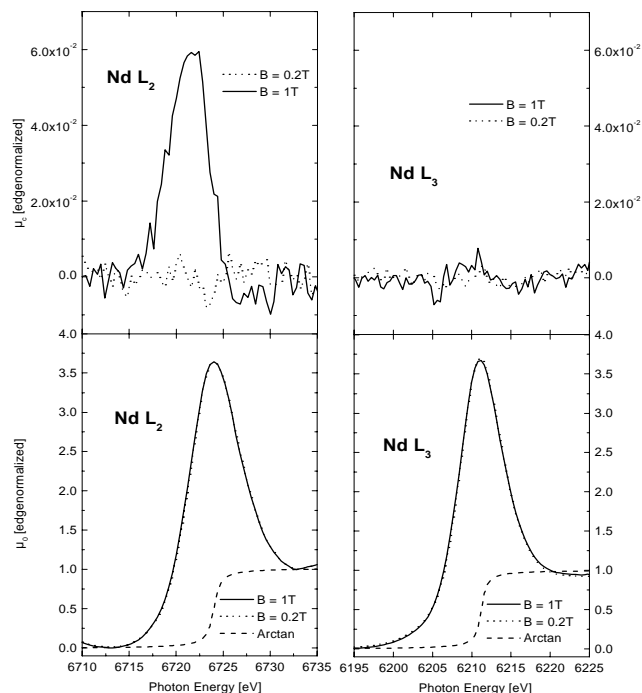 6.0x10⁻²
4.0x10⁻²
2.0x10⁻²
0.0
μc [edgenormalized]
Nd L₂
B = 0.2T
B = 1T
6.0x10⁻²
4.0x10⁻²
2.0x10⁻²
0.0
B = 1T
B = 0.2T
Nd L₃
4.0
3.5
3.0
2.5
2.0
1.5
1.0
0.5
0.0
μ₀ [edgenormalized]
Nd L₂
B = 1T
B = 0.2T
Arctan
6710 6715 6720 6725 6730 6735
Photon Energy [eV]
4.0
3.5
3.0
2.5
2.0
1.5
1.0
0.5
0.0
Nd L₃
B = 1T
B = 0.2T
Arctan
6195 6200 6205 6210 6215 6220 6225
Photon Energy [eV]